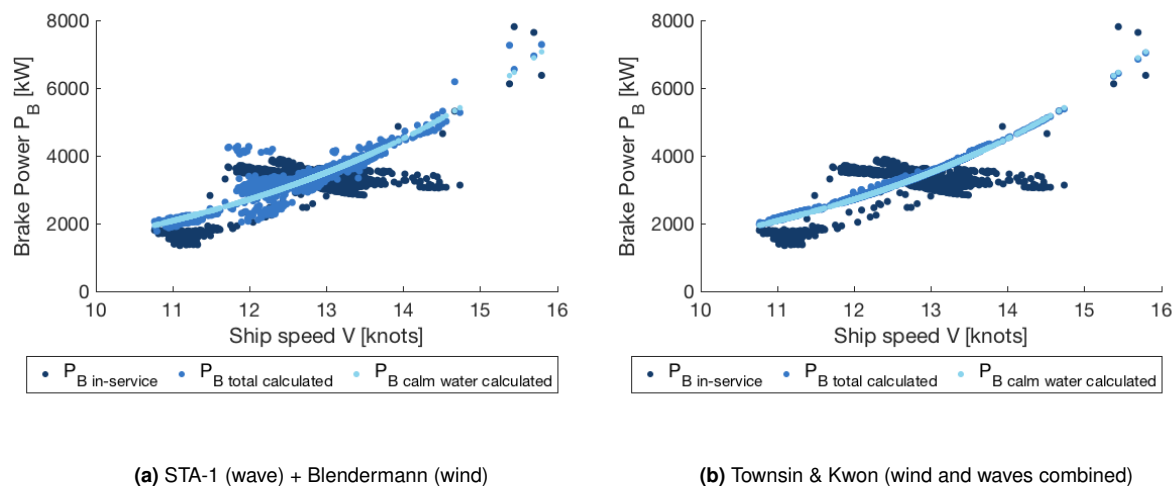 8000
6000
4000
2000
0
Brake Power P_B [kW]
10 11 12 13 14 15 16
Ship speed V [knots]
P_B in-service P_B total calculated P_B calm water calculated
(a) STA-1 (wave) + Blendermann (wind)
8000
6000
4000
2000
0
Brake Power P_B [kW]
10 11 12 13 14 15 16
Ship speed V [knots]
P_B in-service P_B total calculated P_B calm water calculated
(b) Townsin & Kwon (wind and waves combined)